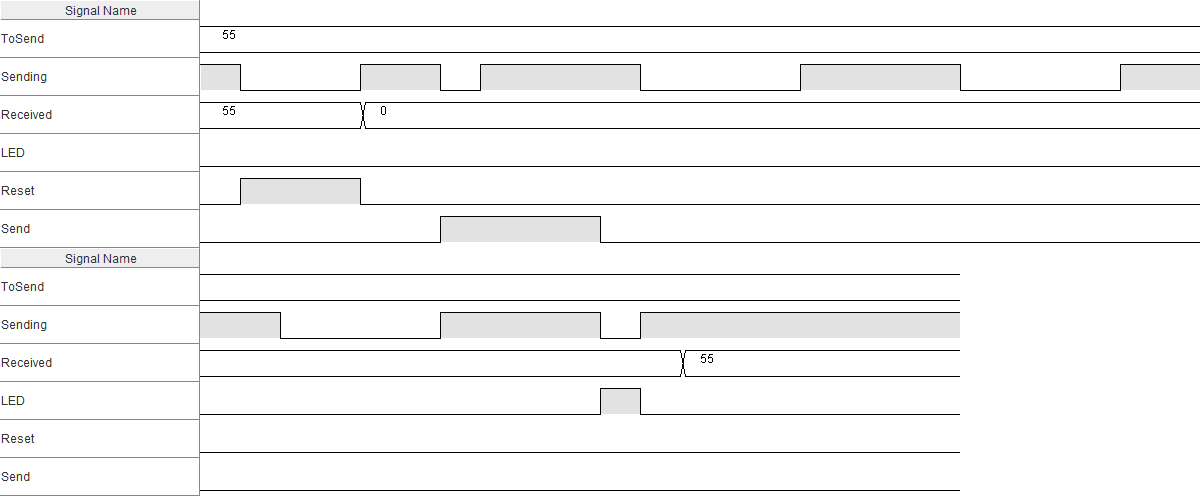 Signal Name
ToSend 55
Sending
Received 55 0
LED
Reset
Send
Signal Name
ToSend
Sending
Received 55
LED
Reset
Send